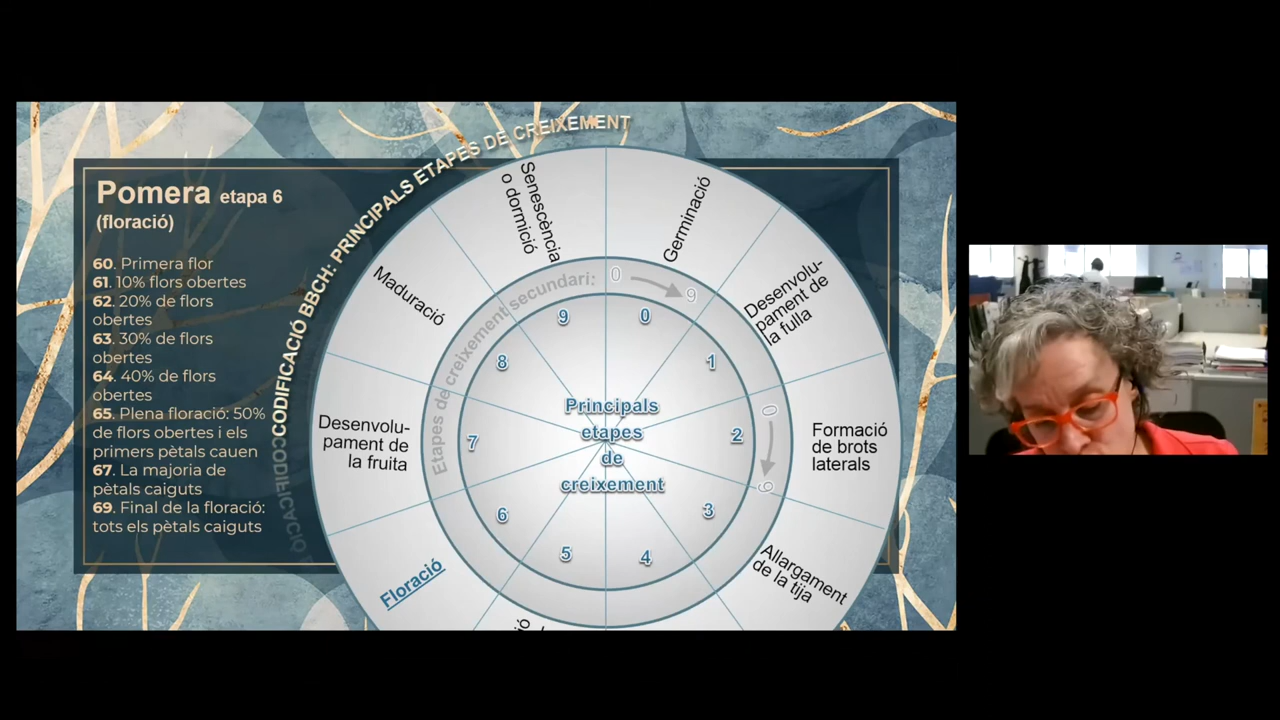 CODIFICACIÓ BBCH: PRINCIPALS ETAPES DE CREIXEMENT
Pomera etapa 6
(floració)
60. Primera flor
61. 10% flors obertes
62. 20% de flors
obertes
63. 30% de flors
obertes
64. 40% de flors
obertes
65. Plena floració: 50%
de flors obertes i els
primers pètals cauen
67. La majoria de
pètals caiguts
69. Final de la floració:
tots els pètals caiguts
Senescència
o dormició
Germinació
Desenvolu-
pament de
la fulla
Formació
de brots
laterals
Allargament
de la tija
Floració
Desenvolu-
pament de
la fruita
Maduració
Etapes de creixement secundari:
0
9
0
9
0
1
2
3
4
5
6
7
8
9
Principals
etapes
de
creixement